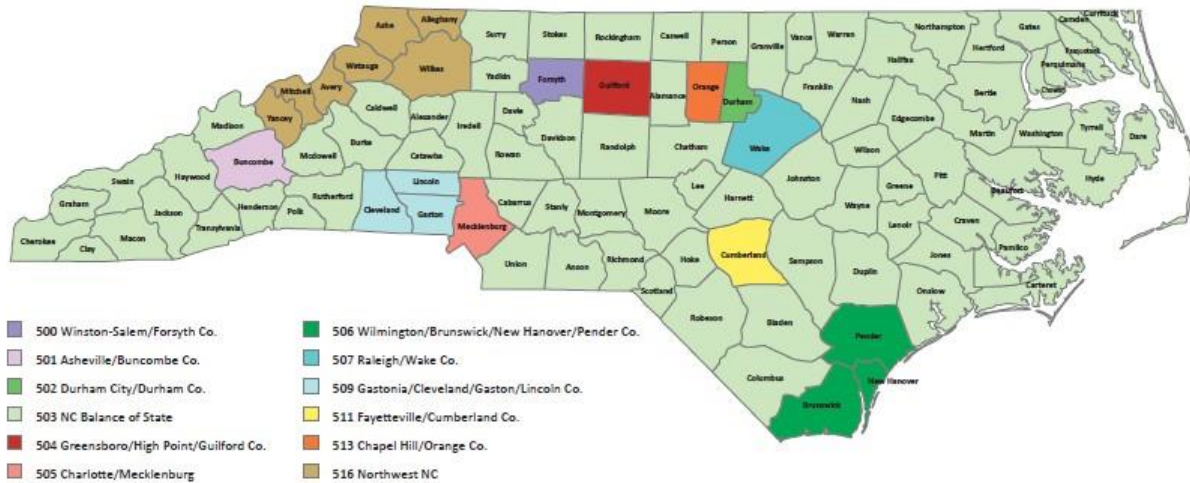 Ashe
Alleghany
Surry
Stokes
Rockingham
Caswell
Person
Granville
Vance
Warren
Northampton
Gates
Camden
Currituck
Pasquotank
Perquimans
Chowan
Hertford
Halifax
Bertie
Watauga
Wilkes
Yadkin
Forsyth
Guilford
Alamance
Orange
Durham
Franklin
Nash
Edgecombe
Martin
Washington
Tyrrell
Dare
Mitchell
Avery
Yancey
Caldwell
Alexander
Iredell
Davie
Davidson
Randolph
Chatham
Wake
Wilson
Johnston
Pitt
Beaufort
Hyde
Madison
Buncombe
McDowell
Burke
Catawba
Rowan
Lee
Harnett
Wayne
Greene
Lenoir
Craven
Pamlico
Swain
Haywood
Rutherford
Cleveland
Lincoln
Gaston
Mecklenburg
Cabarrus
Stanly
Montgomery
Moore
Graham
Jackson
Henderson
Polk
Transylvania
Cherokee
Clay
Macon
Union
Anson
Richmond
Hoke
Scotland
Cumberland
Sampson
Duplin
Jones
Onslow
Carteret
Robeson
Bladen
Pender
Columbus
Brunswick
New Hanover
500 Winston-Salem/Forsyth Co.
501 Asheville/Buncombe Co.
502 Durham City/Durham Co.
503 NC Balance of State
504 Greensboro/High Point/Guilford Co.
505 Charlotte/Mecklenburg
506 Wilmington/Brunswick/New Hanover/Pender Co.
507 Raleigh/Wake Co.
509 Gastonia/Cleveland/Gaston/Lincoln Co.
511 Fayetteville/Cumberland Co.
513 Chapel Hill/Orange Co.
516 Northwest NC